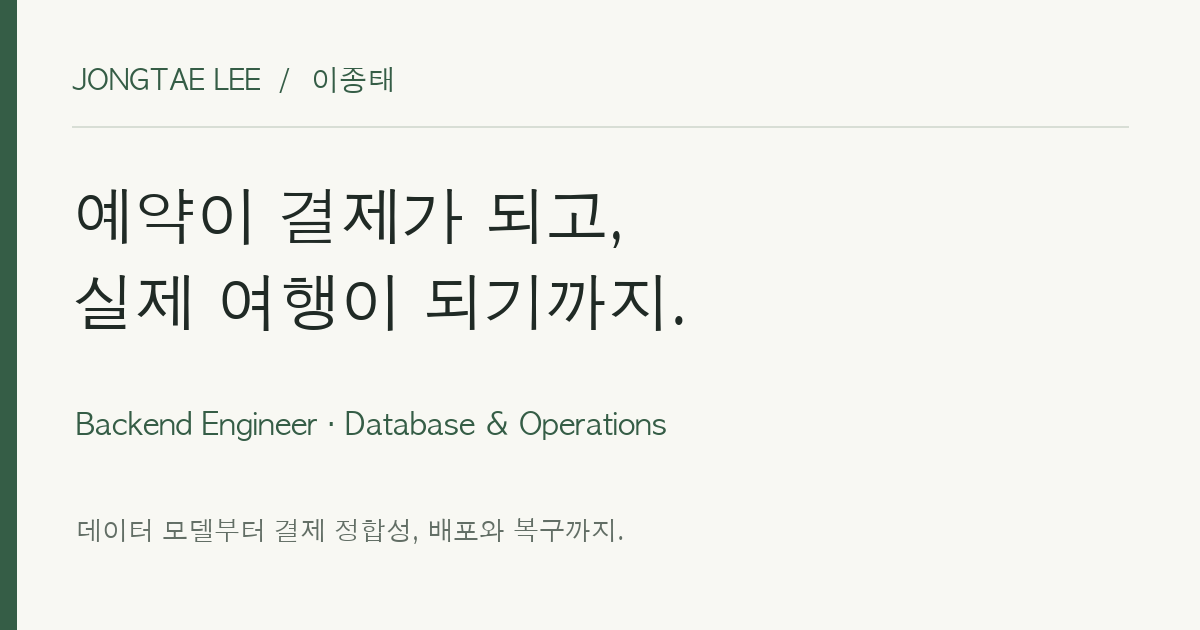 JONGTAE LEE / 이종태
예약이 결제가 되고,
실제 여행이 되기까지.
Backend Engineer · Database & Operations
데이터 모델부터 결제 정합성, 배포와 복구까지.